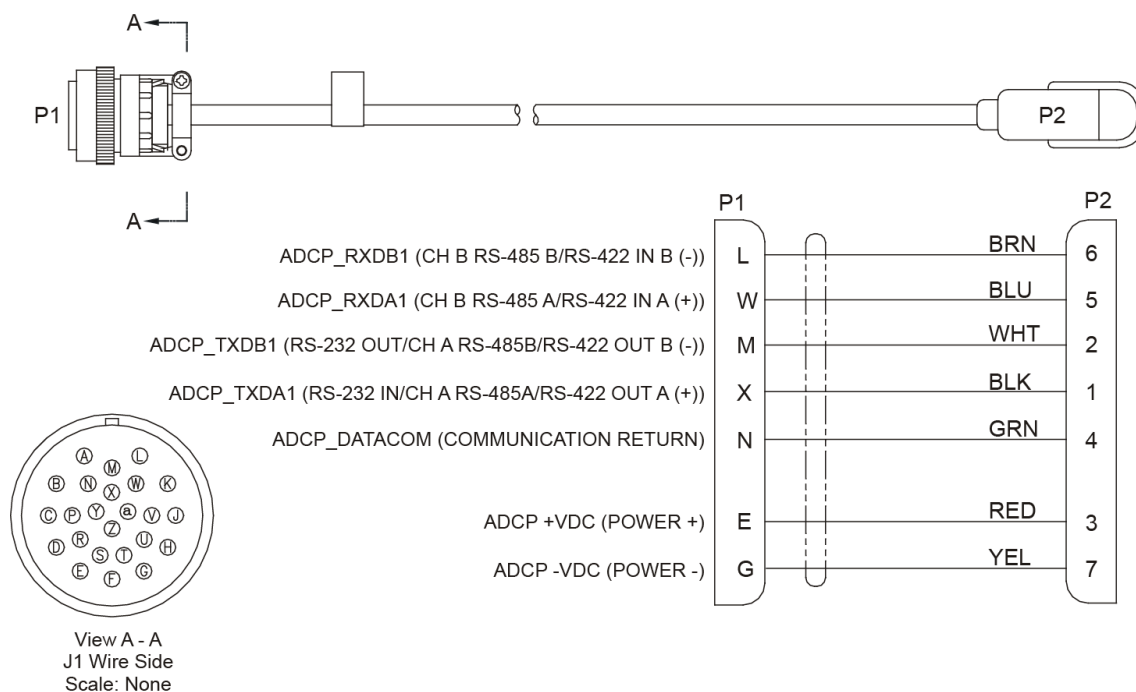 A
P1
P2
A
P1
P2
ADCP_RXDB1 (CH B RS-485 B/RS-422 IN B (-))
L
BRN
6
ADCP_RXDA1 (CH B RS-485 A/RS-422 IN A (+))
W
BLU
5
ADCP_TXDB1 (RS-232 OUT/CH A RS-485B/RS-422 OUT B (-))
M
WHT
2
ADCP_TXDA1 (RS-232 IN/CH A RS-485A/RS-422 OUT A (+))
X
BLK
1
ADCP_DATACOM (COMMUNICATION RETURN)
N
GRN
4
ADCP +VDC (POWER +)
E
RED
3
ADCP -VDC (POWER -)
G
YEL
7
A
L
M
B
N
W
K
X
C
P
Y
a
V
J
Z
D
R
U
H
S
T
E
F
G
View A - A
J1 Wire Side
Scale: None